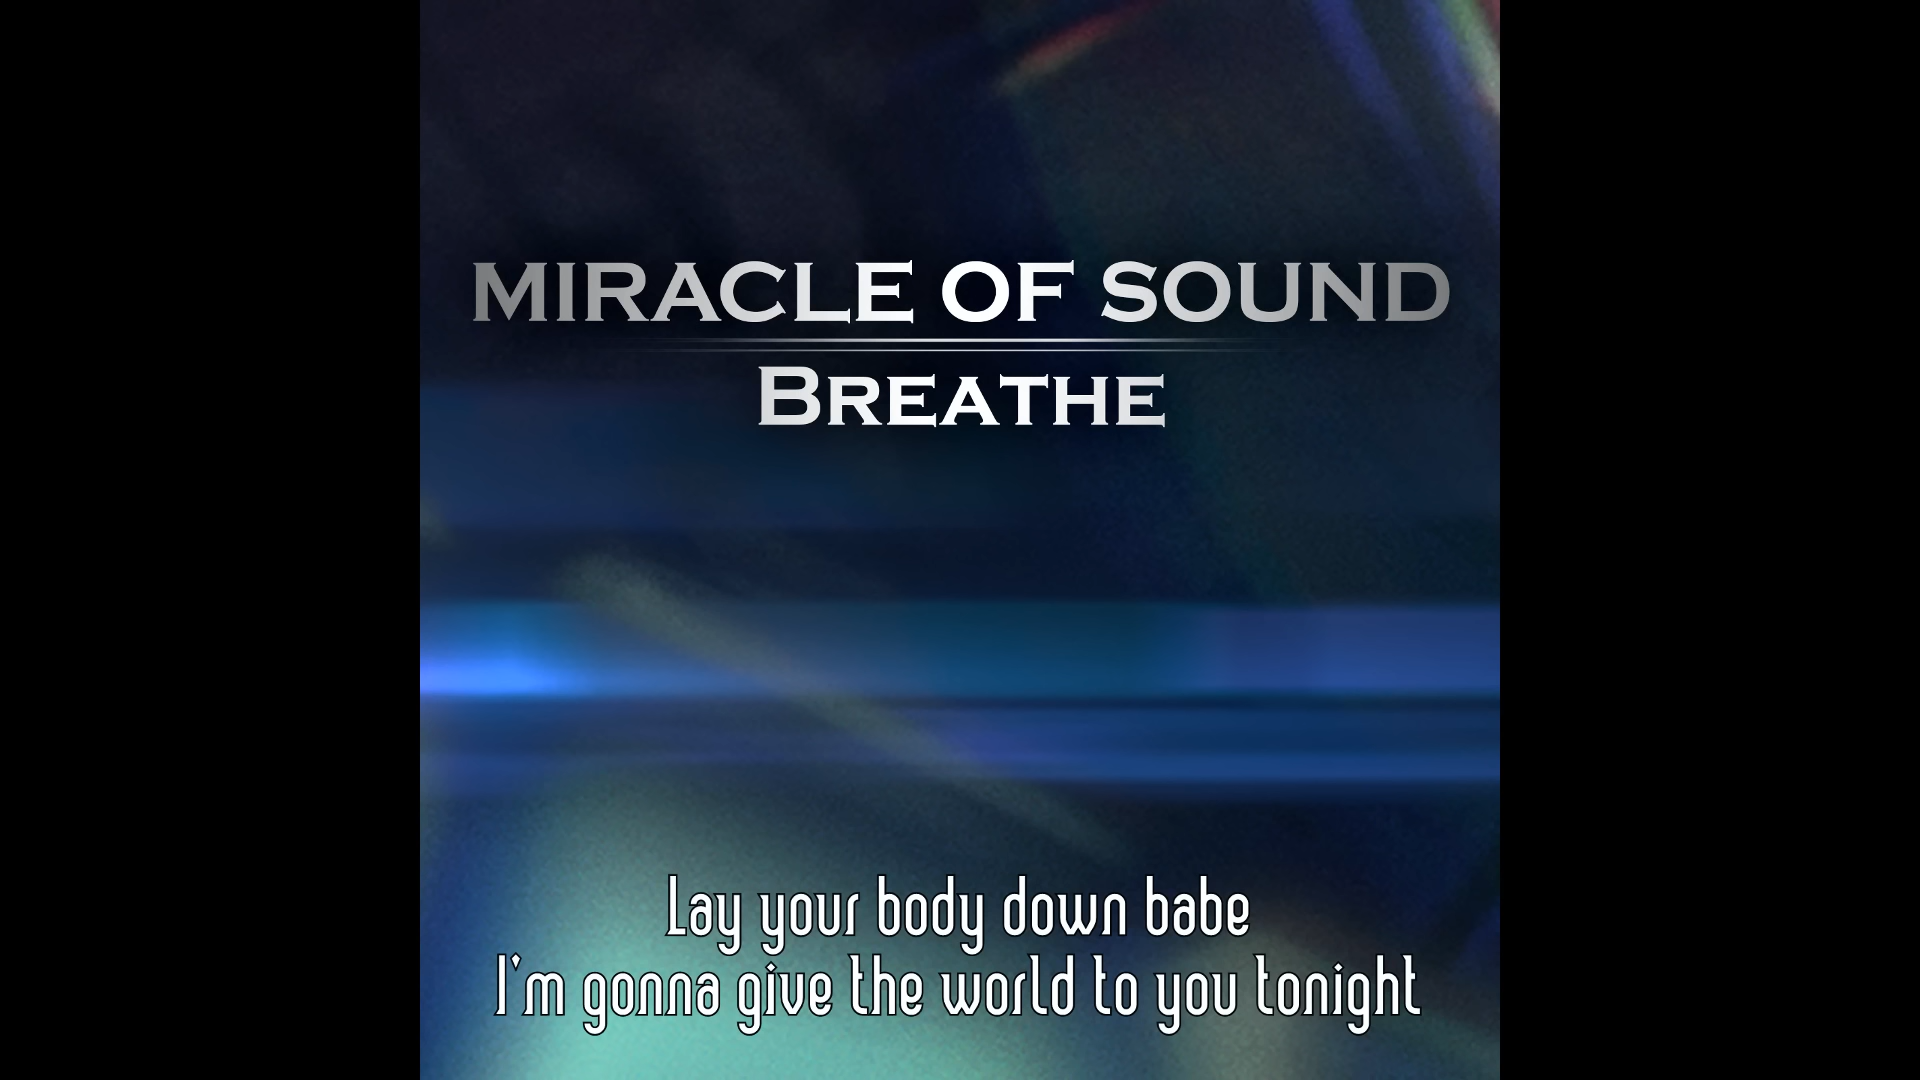 MIRACLE OF SOUND
BREATHE
Lay your body down babe
I'm gonna give the world to you tonight